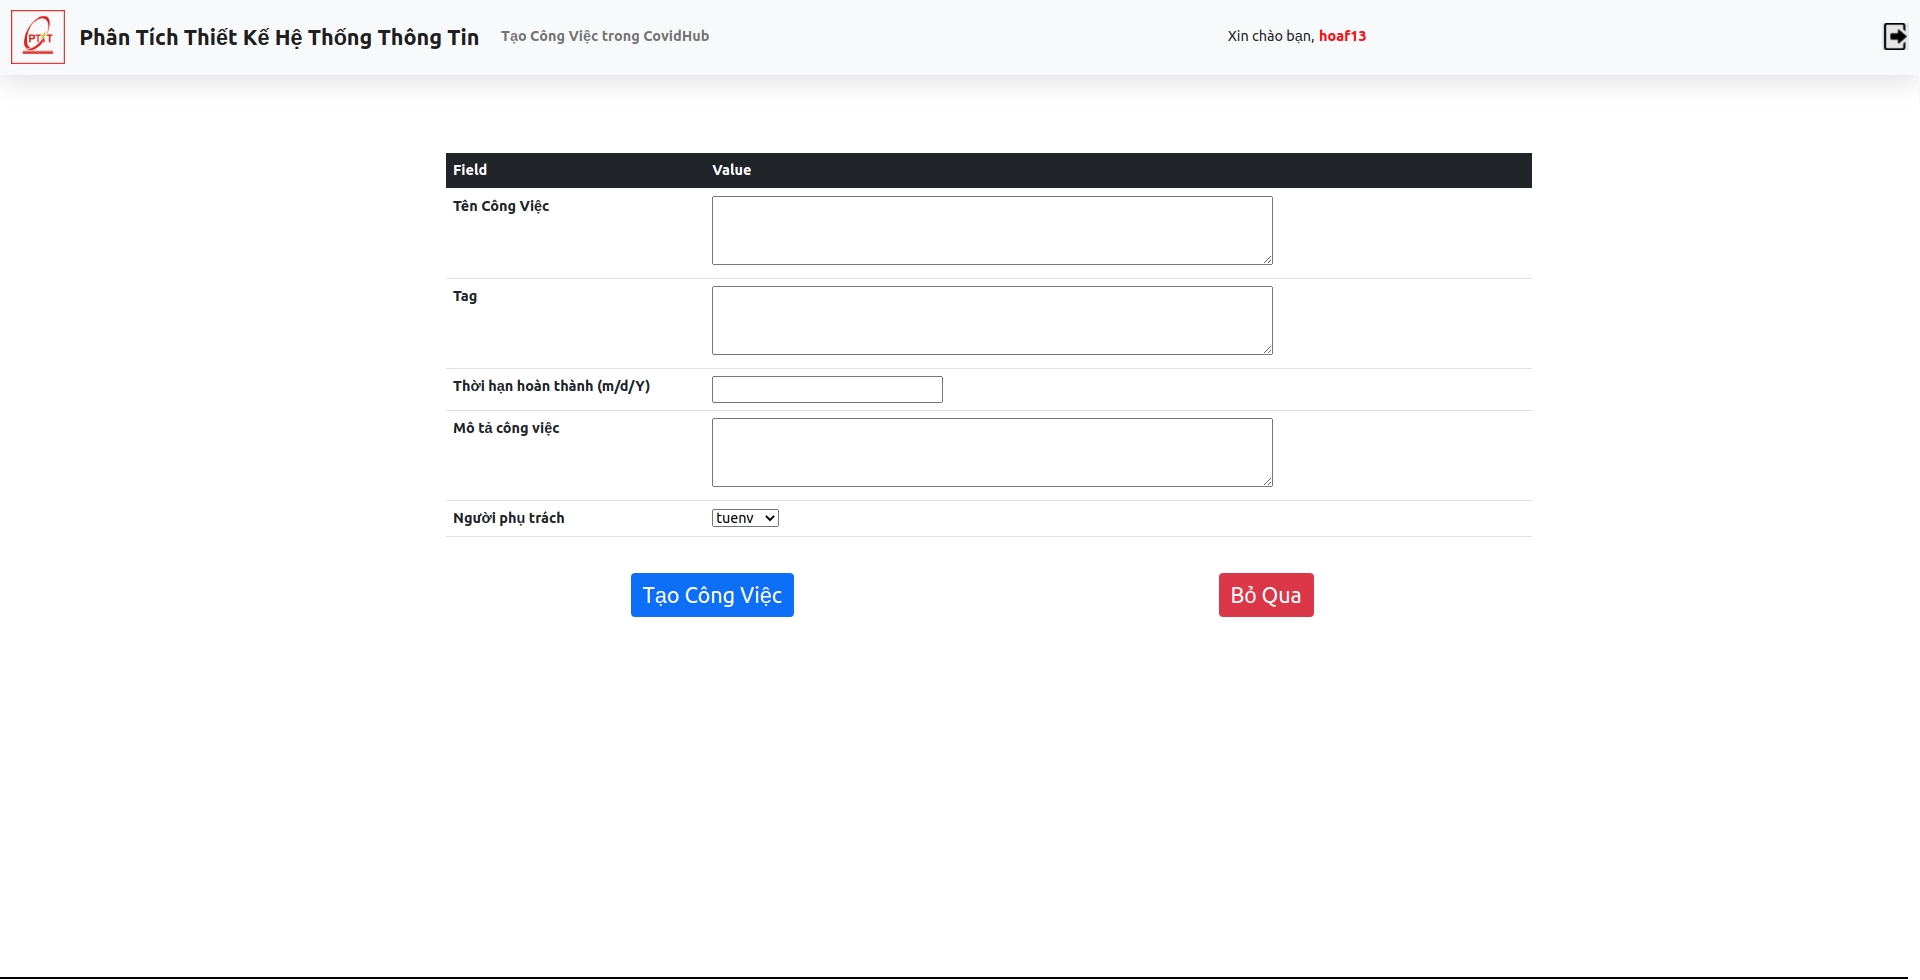 PTIT
Phân Tích Thiết Kế Hệ Thống Thông Tin
Tạo Công Việc trong CovidHub
Xin chào bạn, hoaf13
Field Value
Tên Công Việc
Tag
Thời hạn hoàn thành (m/d/Y)
Mô tả công việc
Người phụ trách tuenv
Tạo Công Việc Bỏ Qua